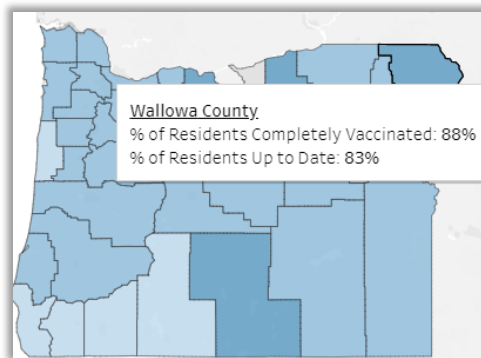 Wallowa County
% of Residents Completely Vaccinated: 88%
% of Residents Up to Date: 83%